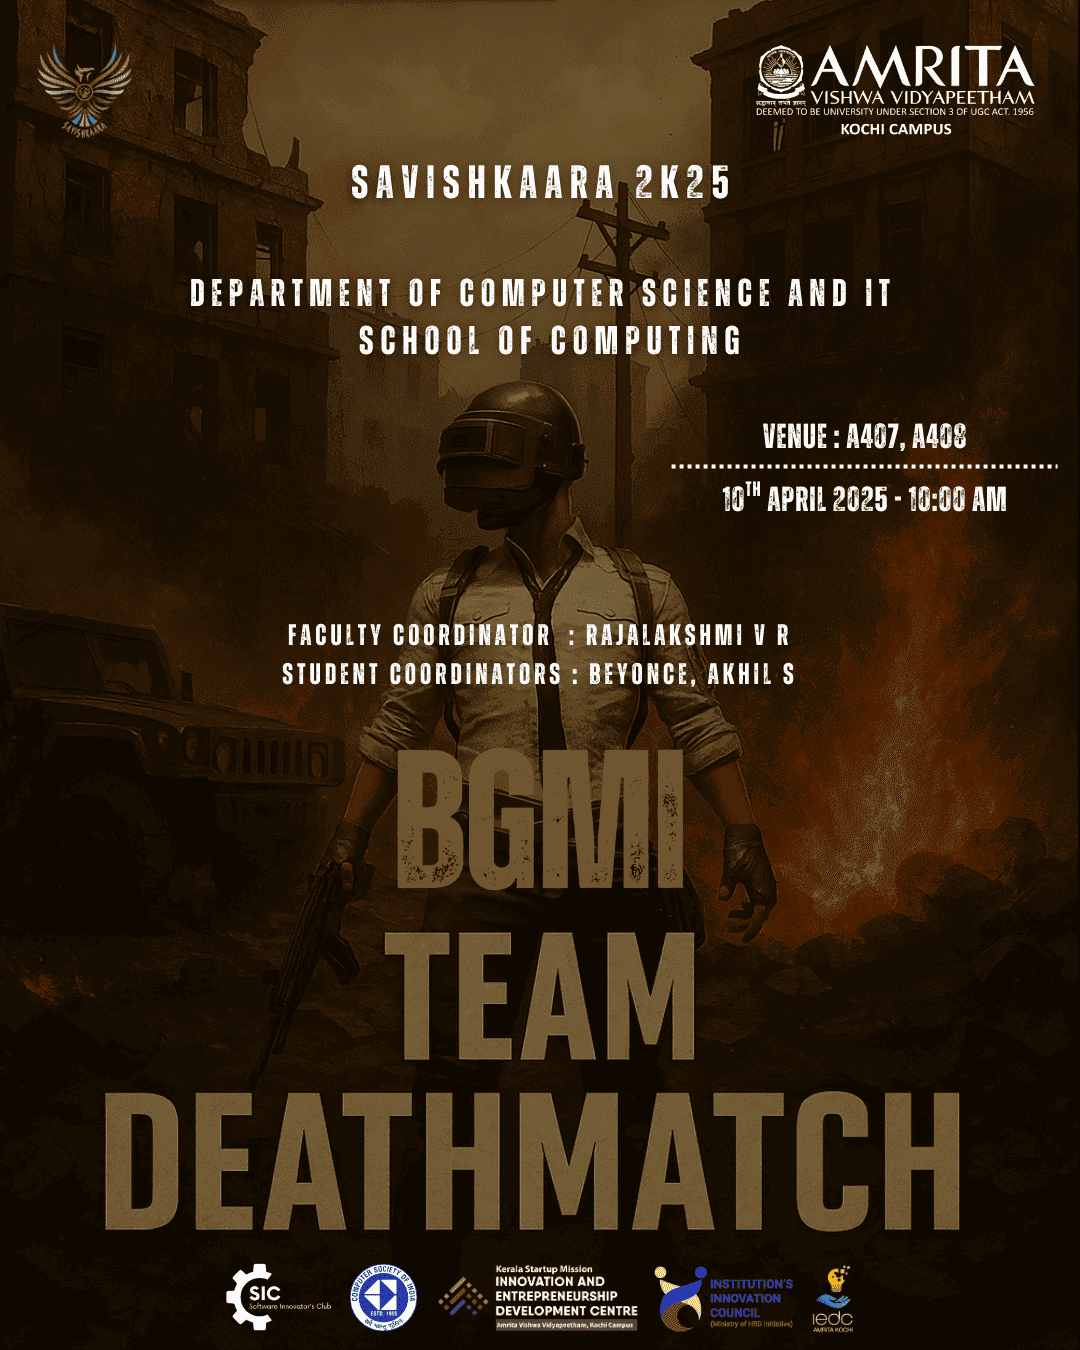 SAVISHKAARA
AMRITA
VISHWA VIDYAPEETHAM
DEEMED TO BE UNIVERSITY UNDER SECTION 3 OF UGC ACT. 1956
KOCHI CAMPUS
SAVISHKAARA 2K25
DEPARTMENT OF COMPUTER SCIENCE AND IT
SCHOOL OF COMPUTING
VENUE : A407, A408
10TH APRIL 2025 - 10:00 AM
FACULTY COORDINATOR : RAJALAKSHMI V R
STUDENT COORDINATORS : BEYONCE, AKHIL S
BGMI
TEAM
DEATHMATCH
SIC
Software Innovator's Club
COMPUTER SOCIETY OF INDIA
ESTD. 1965
Kerala Startup Mission
INNOVATION AND
ENTREPRENEURSHIP
DEVELOPMENT CENTRE
Amrita Vishwa Vidyapeetham, Kochi Campus
INSTITUTION'S
INNOVATION
COUNCIL
(Ministry of HRD Initiative)
iedc
AMRITA KOCHI